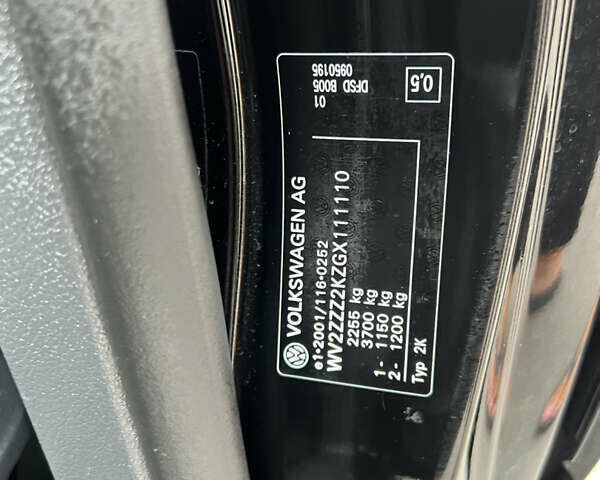 VOLKSWAGEN AG
e1*2001/116*0252
WV2ZZZ2KZGX111110
2255 kg
3700 kg
1- 1150 kg
2- 1200 kg
Typ 2K
01
DFSD B005
0950195
0,5